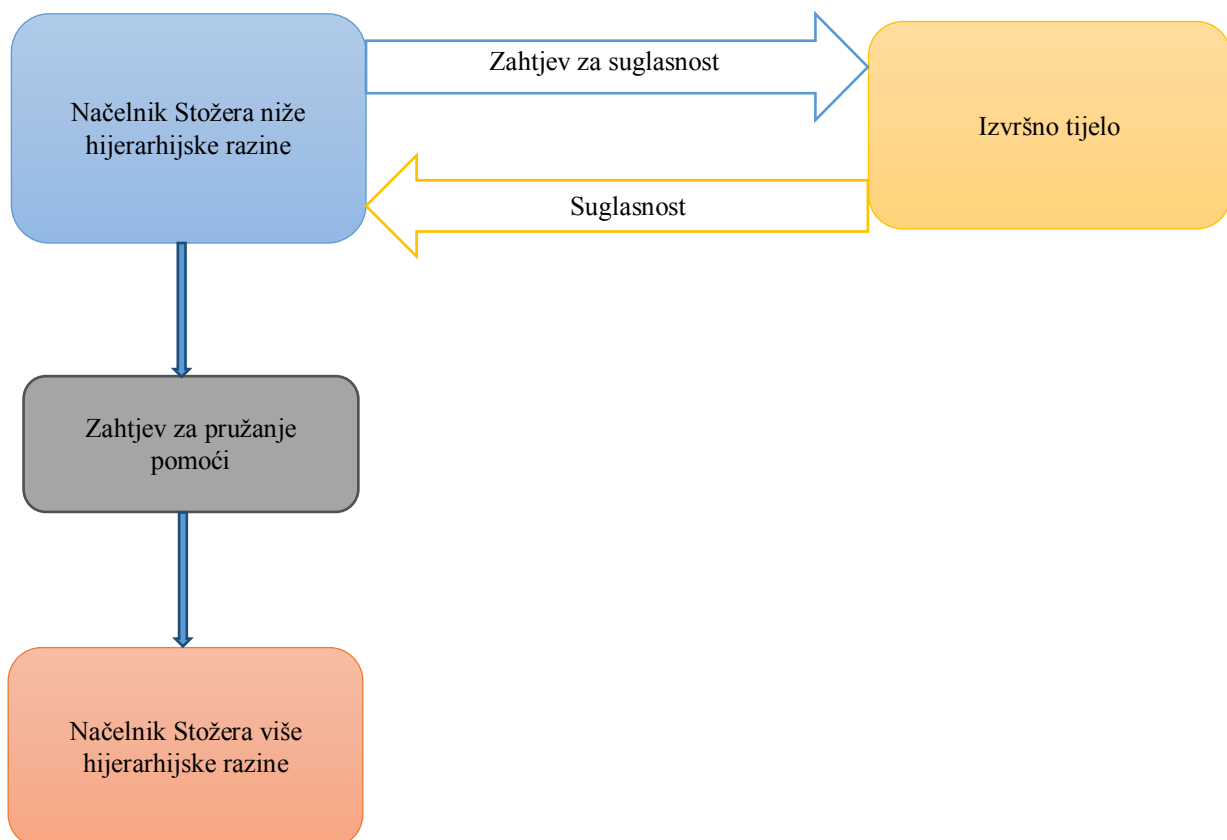 Načelnik Stožera niže
hijerarhijske razine
Zahtjev za suglasnost
Izvršno tijelo
Suglasnost
Zahtjev za pružanje
pomoći
Načelnik Stožera više
hijerarhijske razine